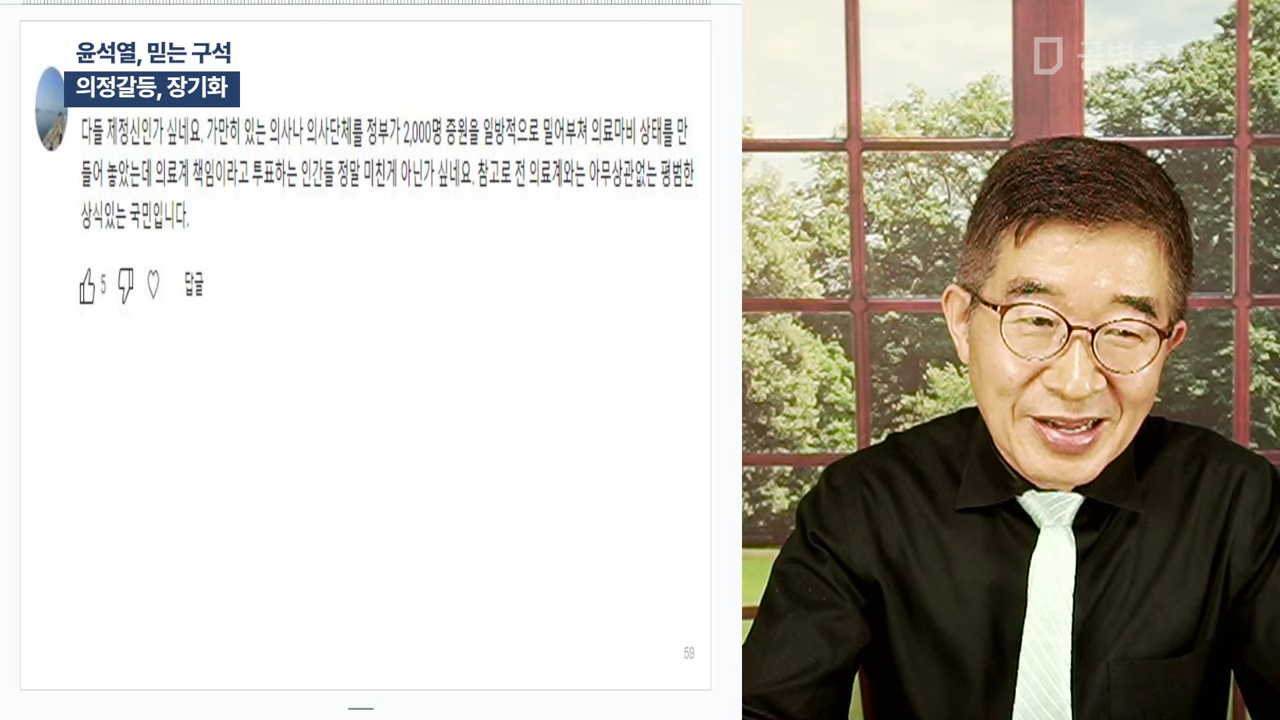 윤석열, 믿는 구석
의정갈등, 장기화
다들 제정신인가 싶네요. 가만히 있는 의사나 의사단체를 정부가 2,000명 증원을 일방적으로 밀어부쳐 의료마비 상태를 만
들어 놓았는데 의료계 책임이라고 투표하는 인간들 정말 미친게 아닌가 싶네요. 참고로 전 의료계와는 아무상관없는 평범한
상식있는 국민입니다.
5 답글
59